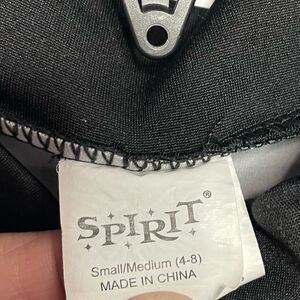 SPIRIT®
Small/Medium (4-8)
MADE IN CHINA